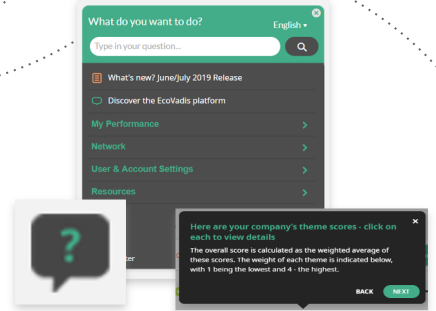 What do you want to do?
English
Type in your question...
What's new? June/July 2019 Release
Discover the EcoVadis platform
My Performance
Network
User & Account Settings
Resources
?
ter
Here are your company's theme scores - click on
each to view details
The overall score is calculated as the weighted average of
these scores. The weight of each theme is indicated below,
with 1 being the lowest and 4 - the highest.
BACK NEXT